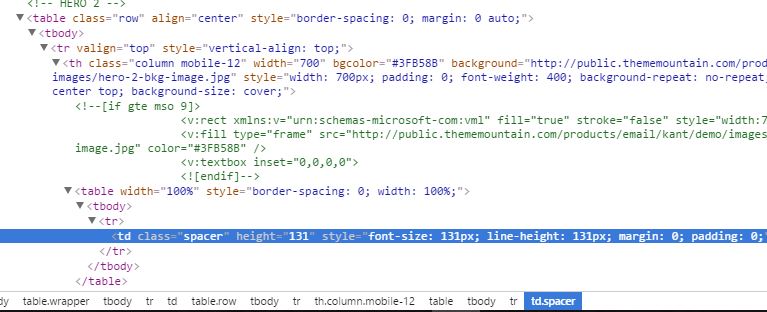 <!-- HERO 2 -->
▼<table class="row" align="center" style="border-spacing: 0; margin: 0 auto;">
▼<tbody>
▼<tr valign="top" style="vertical-align: top;">
▼<th class="column mobile-12" width="700" bgcolor="#3FB58B" background="http://public.thememountain.com/prod
images/hero-2-bkg-image.jpg" style="width: 700px; padding: 0; font-weight: 400; background-repeat: no-repeat;
center top; background-size: cover;">
<!--[if gte mso 9]>
<v:rect xmlns:v="urn:schemas-microsoft-com:vml" fill="true" stroke="false" style="width:7
<v:fill type="frame" src="http://public.thememountain.com/products/email/kant/demo/images
image.jpg" color="#3FB58B" />
<v:textbox inset="0,0,0,0">
<![endif]-->
▼<table width="100%" style="border-spacing: 0; width: 100%;">
▼<tbody>
▼<tr>
<td class="spacer" height="131" style="font-size: 131px; line-height: 131px; margin: 0; padding: 0;"
</tr>
</tbody>
</table>
dy table.wrapper tbody tr td table.row tbody tr th.column.mobile-12 table tbody tr td.spacer